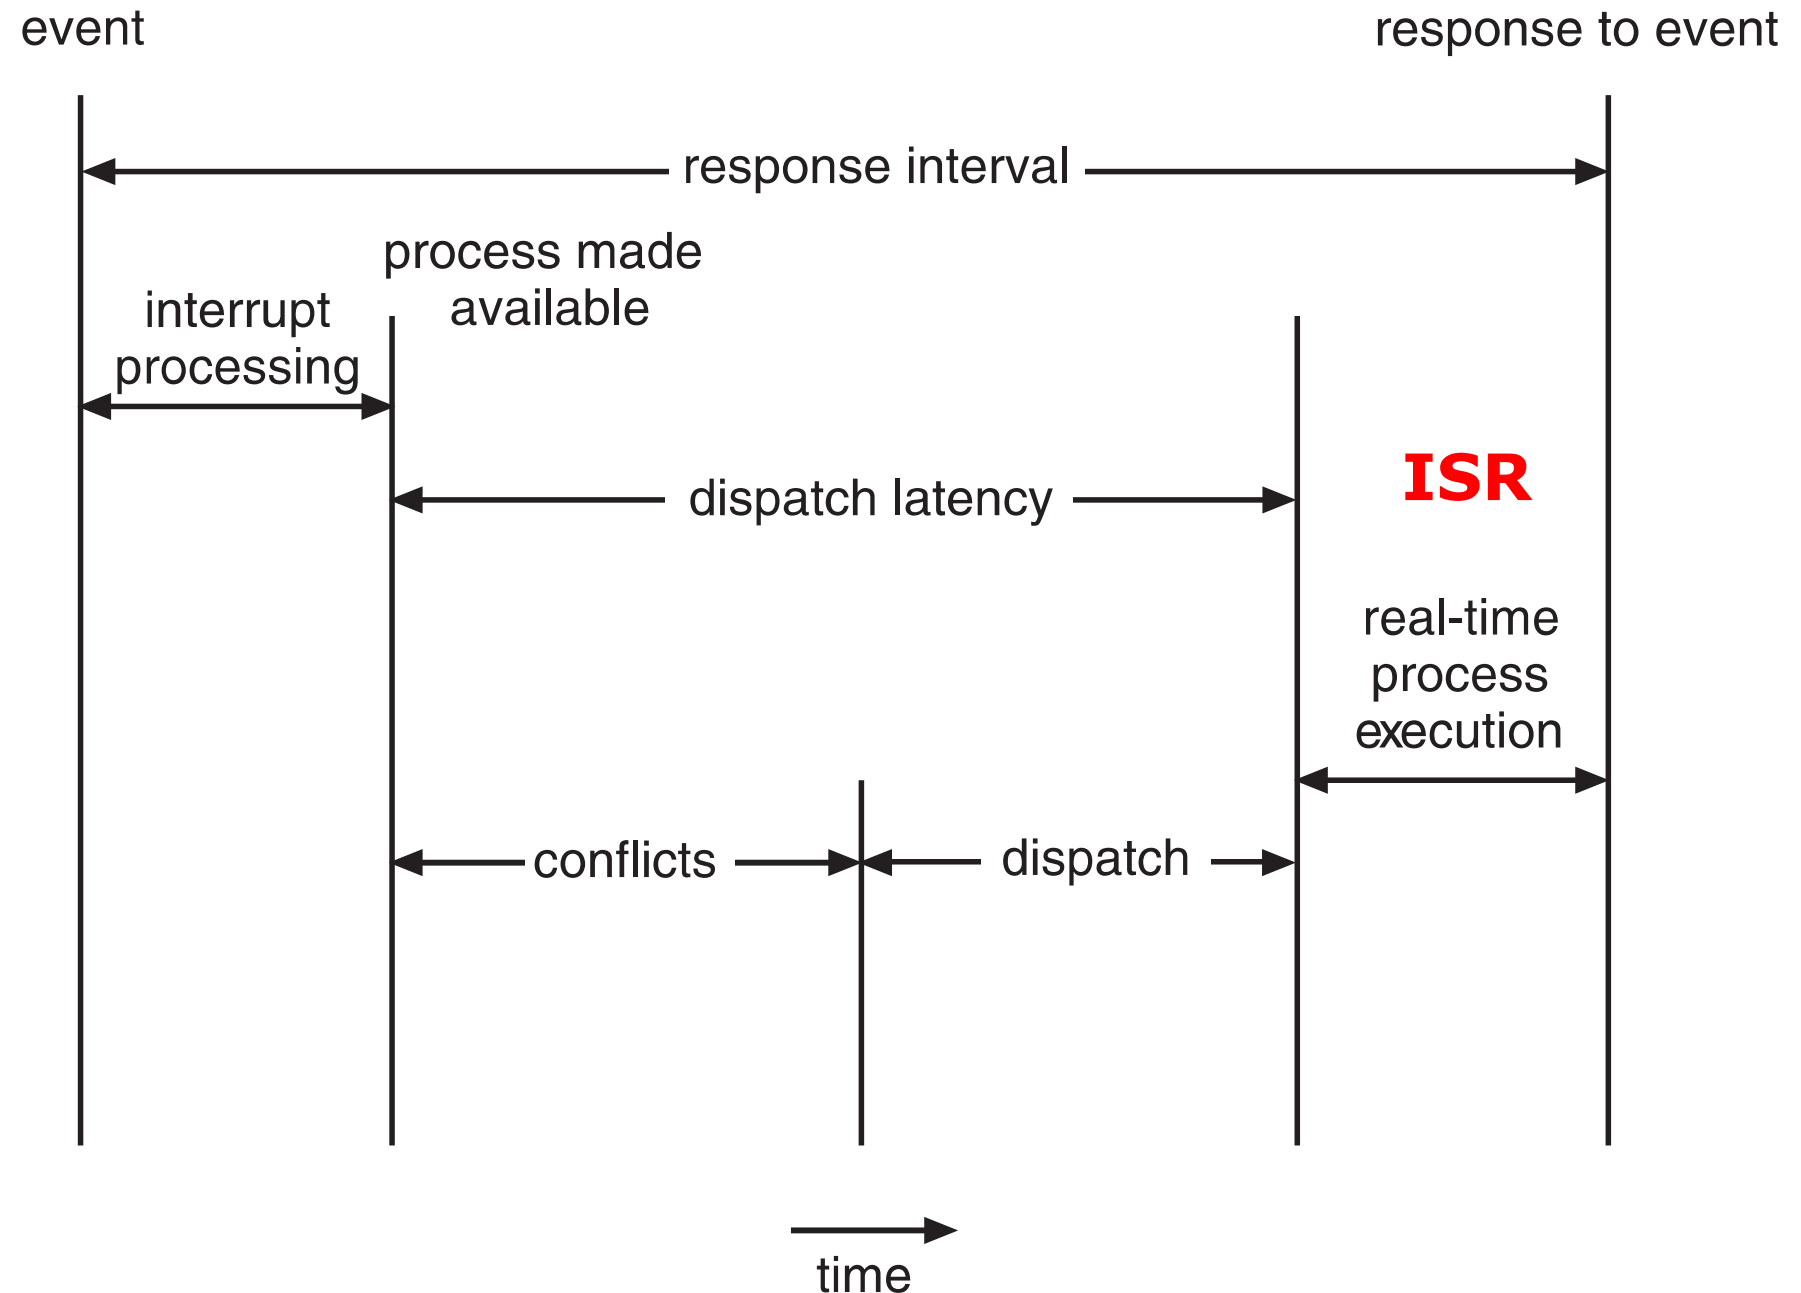 event
response to event
response interval
process made
available
interrupt
processing
ISR
dispatch latency
real-time
process
execution
conflicts
dispatch
time